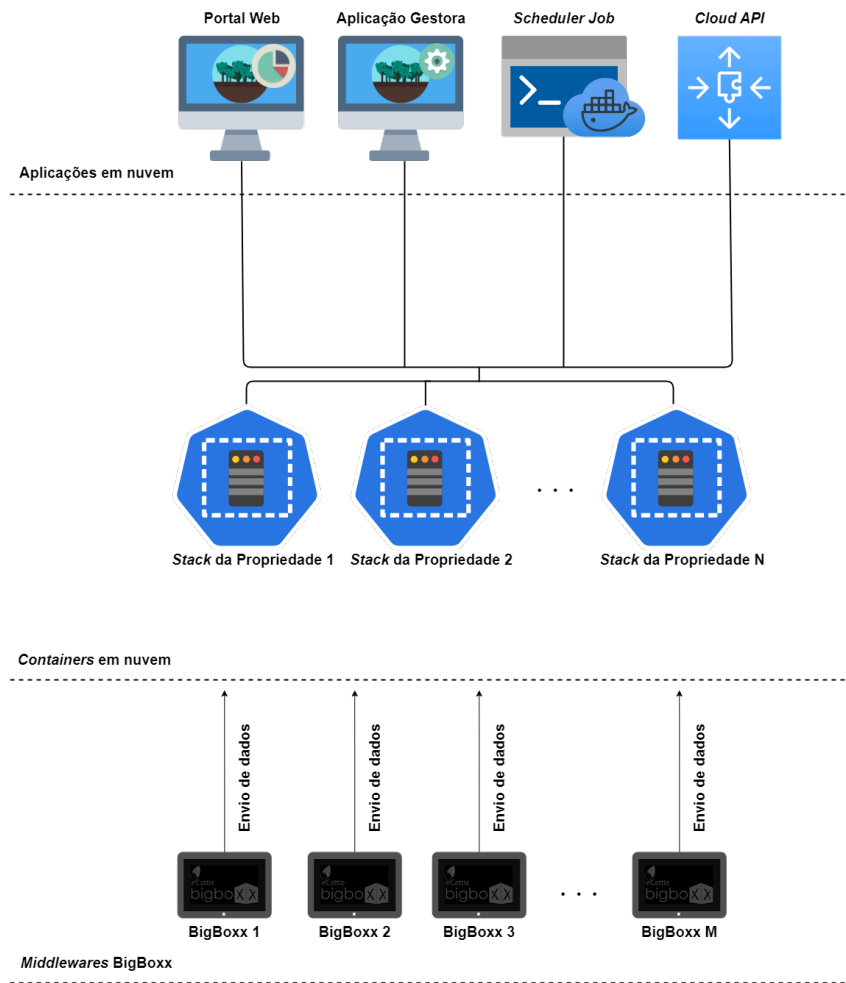 Portal Web
Aplicação Gestora
Scheduler Job
Cloud API
Aplicações em nuvem
Stack da Propriedade 1
Stack da Propriedade 2
. . .
Stack da Propriedade N
Containers em nuvem
Envio de dados
Envio de dados
Envio de dados
Envio de dados
eCattle
bigboxx
eCattle
bigboxx
eCattle
bigboxx
. . .
eCattle
bigboxx
BigBoxx 1
BigBoxx 2
BigBoxx 3
BigBoxx M
Middlewares BigBoxx